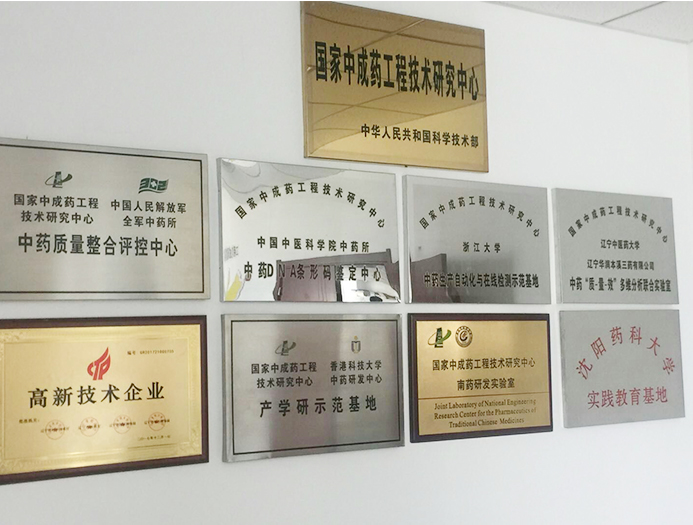 国家中成药工程技术研究中心
中华人民共和国科学技术部
国家中成药工程
技术研究中心
中国人民解放军
全军中药所
中药质量整合评控中心
国家中成药工程技术研究中心
中国中医科学院中药所
中药DNA条形码鉴定中心
国家中成药工程技术研究中心
浙江大学
中药生产自动化与在线检测示范基地
国家中成药工程技术研究中心
辽宁中医药大学
辽宁华润本溪三药有限公司
中药“质-量-效”多维分析联合实验室
高新技术企业
国家中成药工程
技术研究中心
香港科技大学
中药研发中心
产学研示范基地
国家中成药工程技术研究中心
南药研发实验室
Joint Laboratory of National Engineering
Research Center for the Pharmaceutics of
Traditional Chinese Medicines
沈阳药科大学
实践教育基地